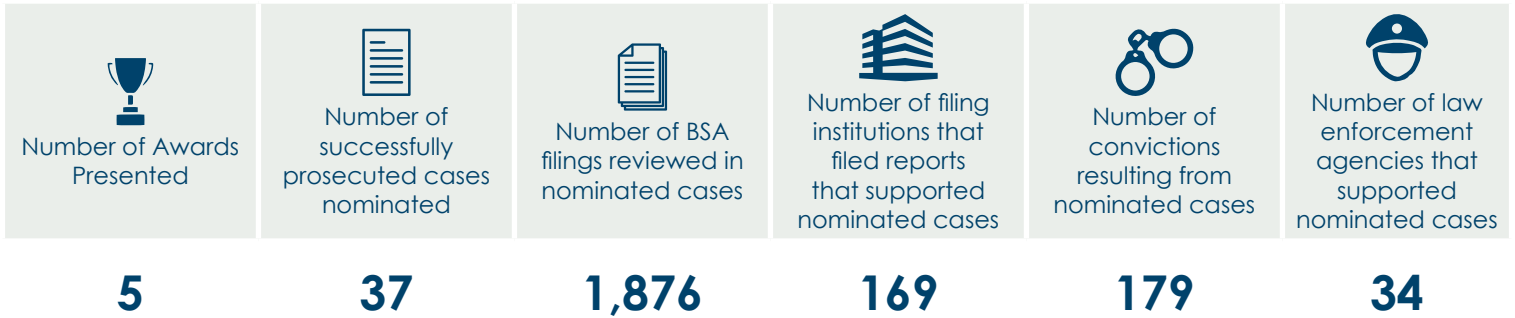 Number of Awards
Presented
5
Number of
successfully
prosecuted cases
nominated
37
Number of BSA
filings reviewed in
nominated cases
1,876
Number of filing
institutions that
filed reports
that supported
nominated cases
169
Number of
convictions
resulting from
nominated cases
179
Number of law
enforcement
agencies that
supported
nominated cases
34